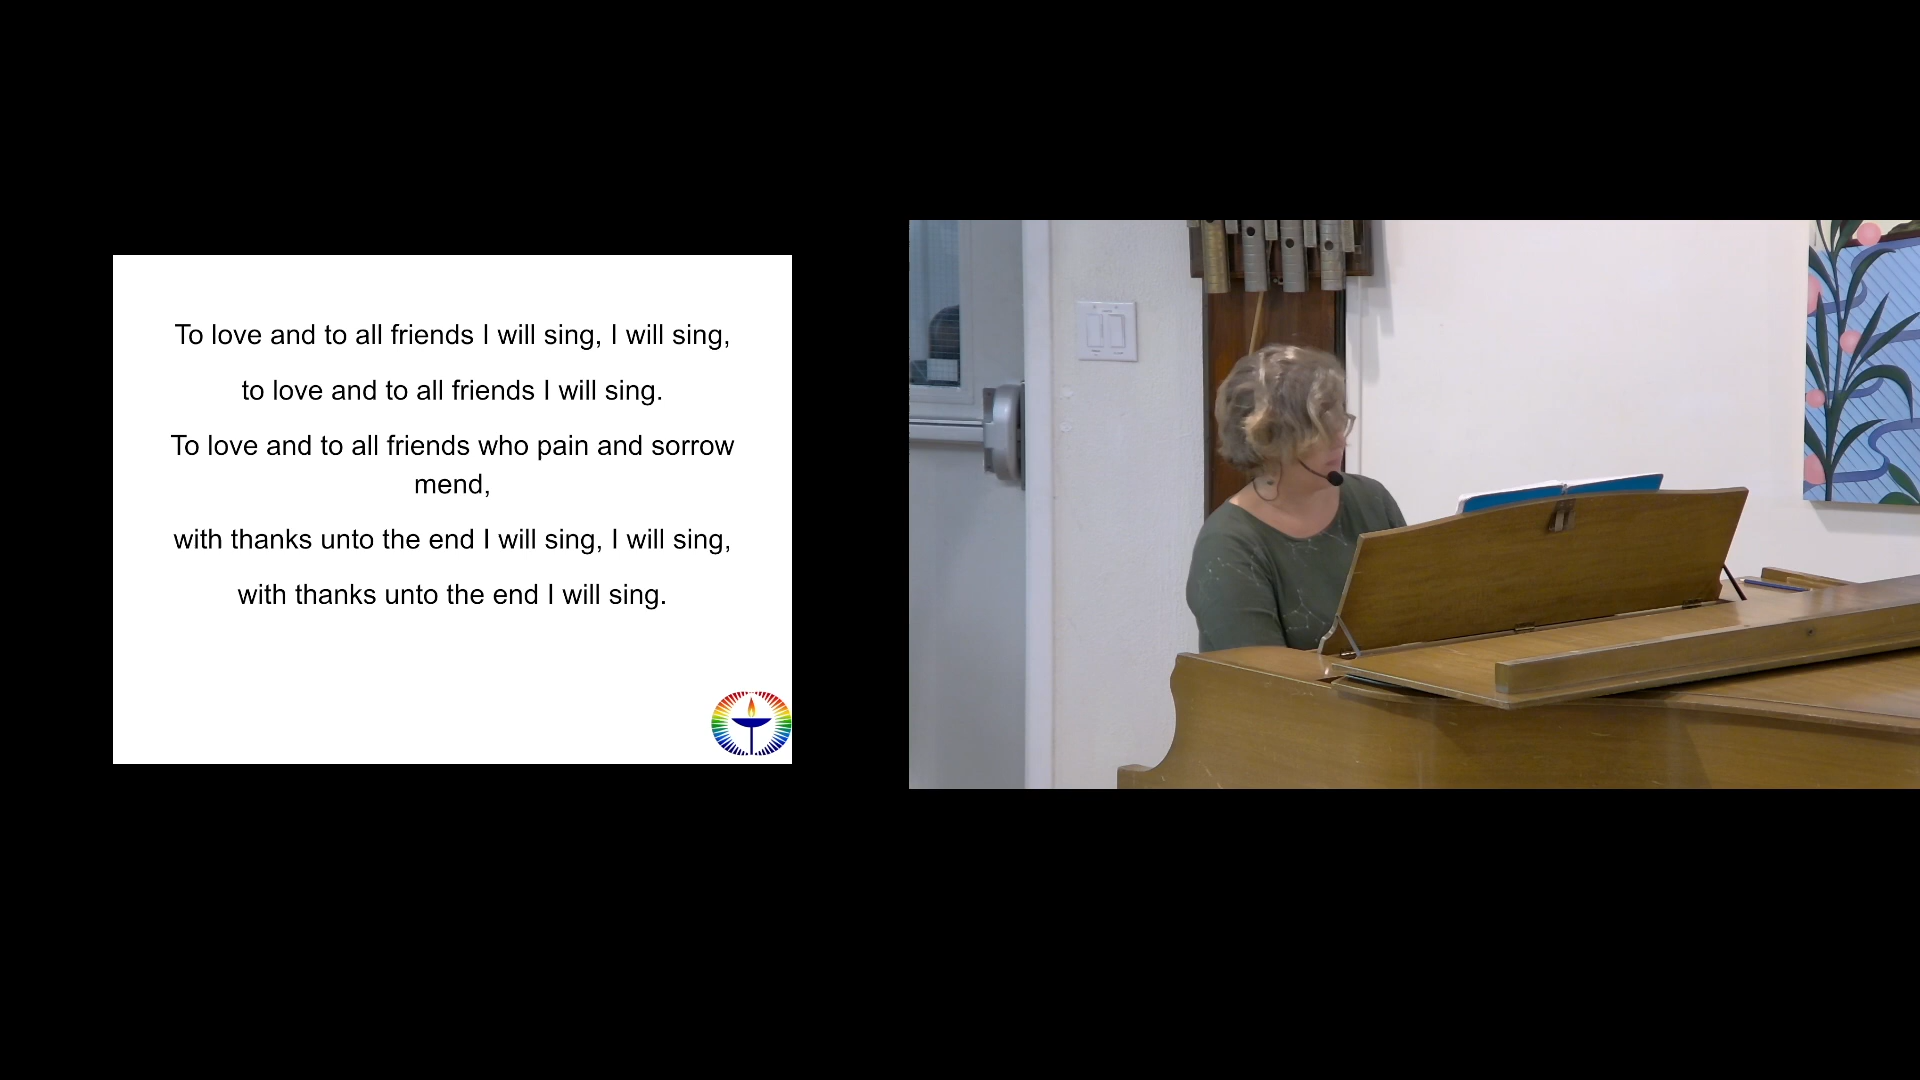 To love and to all friends I will sing, I will sing,
to love and to all friends I will sing.
To love and to all friends who pain and sorrow
mend,
with thanks unto the end I will sing, I will sing,
with thanks unto the end I will sing.